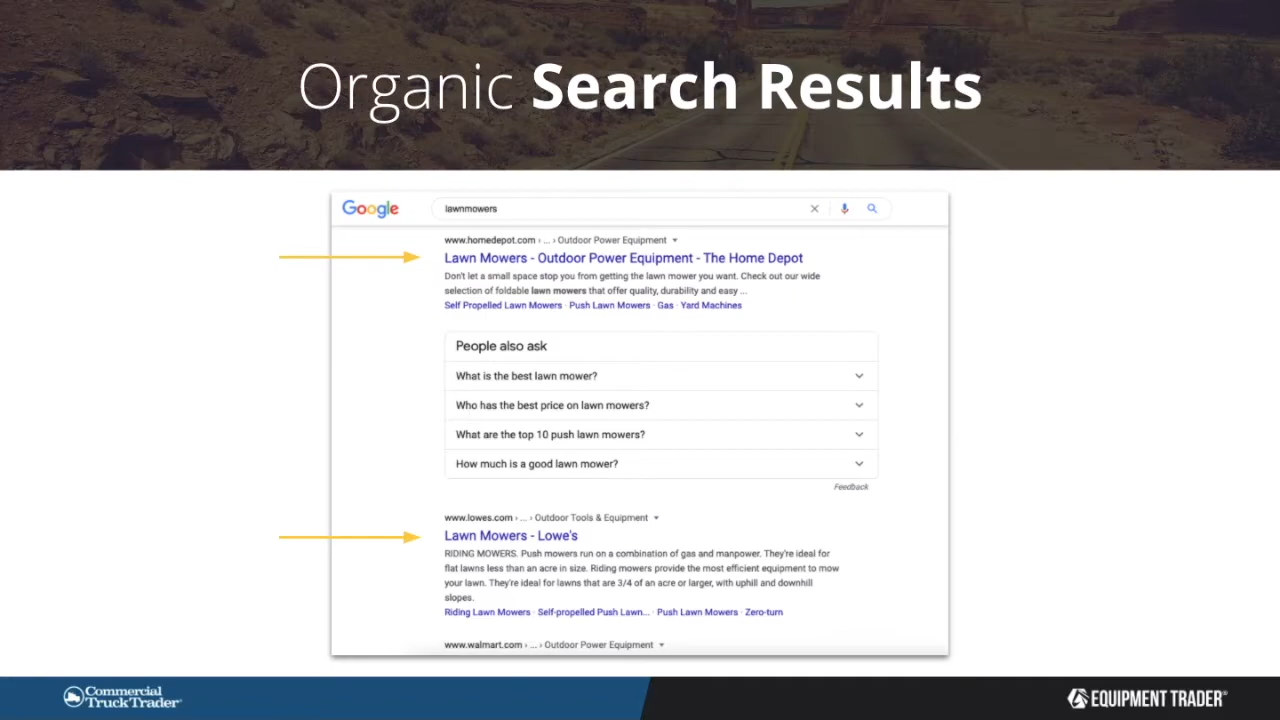 Organic Search Results
Google
lawnmowers
www.homedepot.com › ... › Outdoor Power Equipment
Lawn Mowers - Outdoor Power Equipment - The Home Depot
Don't let a small space stop you from getting the lawn mower you want. Check out our wide
selection of foldable lawn mowers that offer quality, durability and easy ...
Self Propelled Lawn Mowers · Push Lawn Mowers · Gas · Yard Machines
People also ask
What is the best lawn mower?
Who has the best price on lawn mowers?
What are the top 10 push lawn mowers?
How much is a good lawn mower?
Feedback
www.lowes.com › ... › Outdoor Tools & Equipment
Lawn Mowers - Lowe's
RIDING MOWERS. Push mowers run on a combination of gas and manpower. They're ideal for
flat lawns less than an acre in size. Riding mowers provide the most efficient equipment to mow
your lawn. They're ideal for lawns that are 3/4 of an acre or larger, with uphill and downhill
slopes.
Riding Lawn Mowers · Self-propelled Push Lawn... · Push Lawn Mowers · Zero-turn
www.walmart.com › ... › Outdoor Power Equipment
Commercial
TruckTrader
EQUIPMENT TRADER®